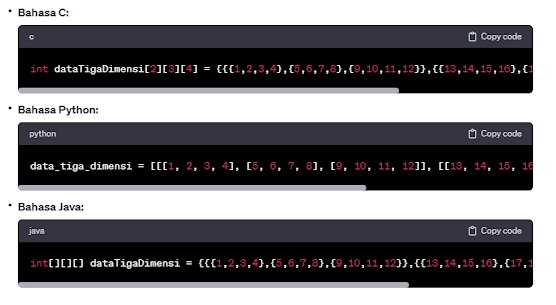 Bahasa C:
c Copy code
int dataTigaDimensi[2][3][4] = {{{1,2,3,4},{5,6,7,8},{9,10,11,12}},{{13,14,15,16},{1
Bahasa Python:
python Copy code
data_tiga_dimensi = [[[1, 2, 3, 4], [5, 6, 7, 8], [9, 10, 11, 12]], [[13, 14, 15, 16
Bahasa Java:
java Copy code
int[][][] dataTigaDimensi = {{{1,2,3,4},{5,6,7,8},{9,10,11,12}},{{13,14,15,16},{17,1